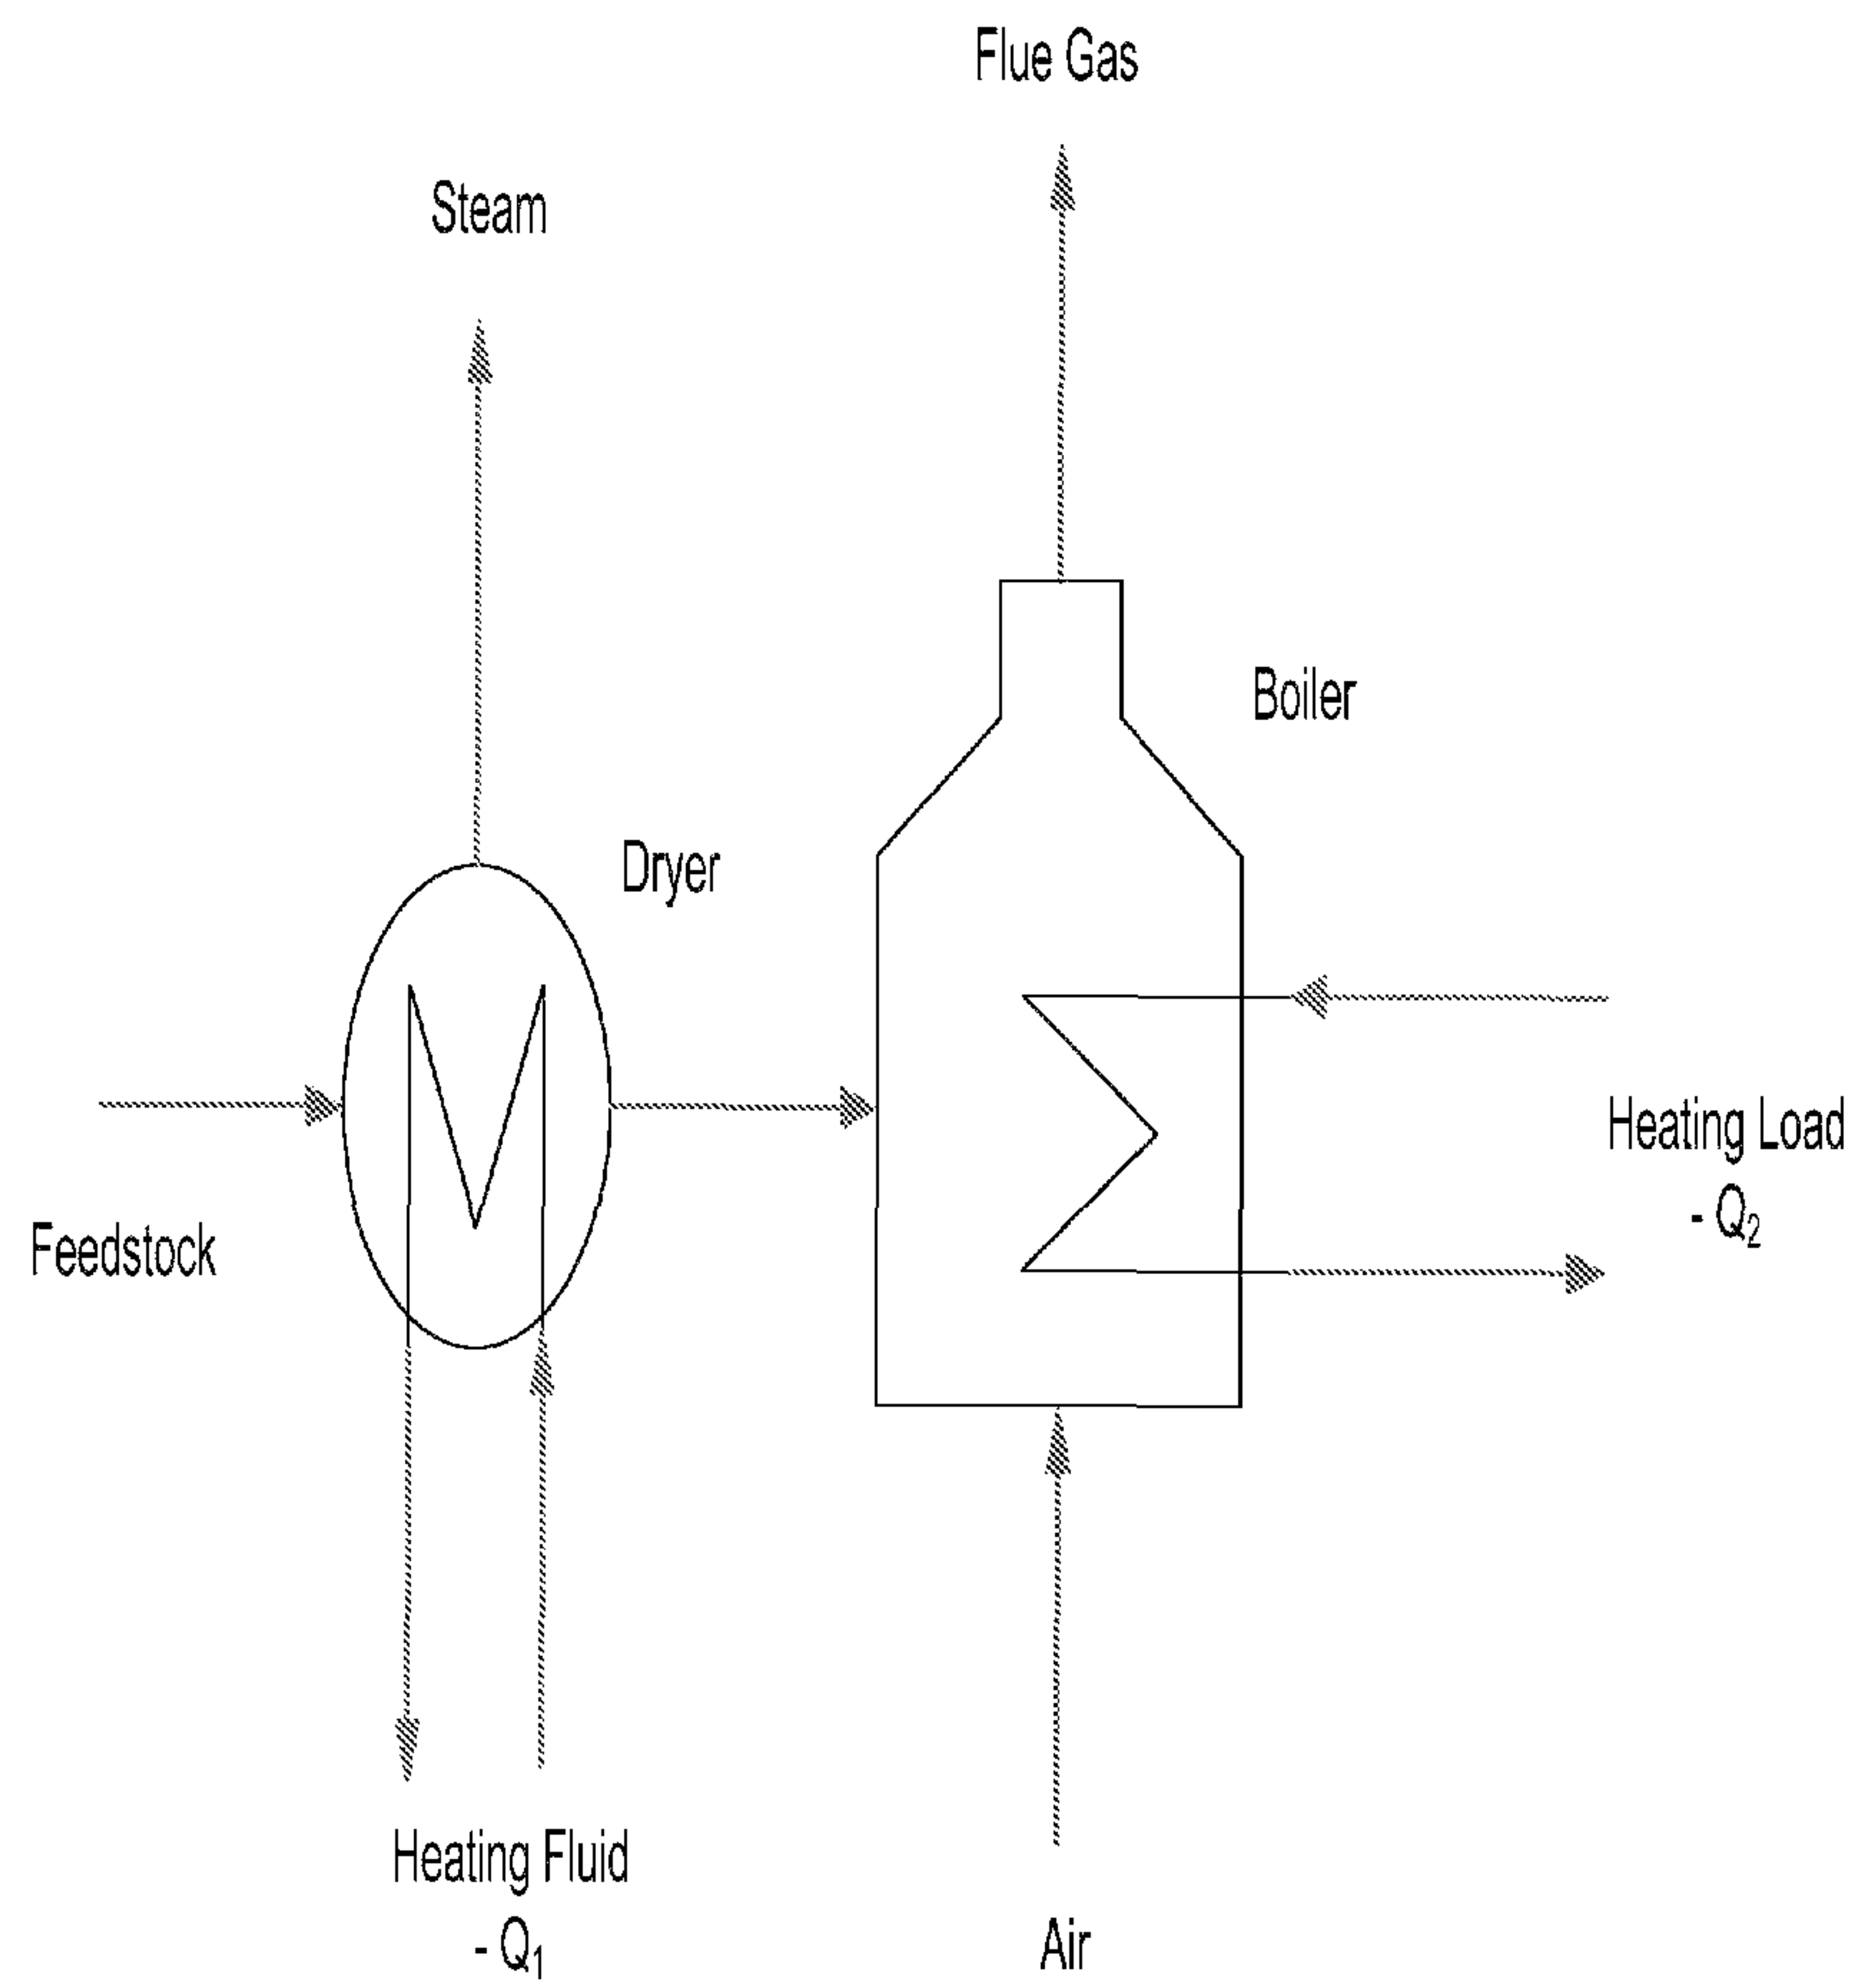 Flue Gas
Steam
Boiler
Dryer
Heating Load
- Q₂
Feedstock
Heating Fluid
- Q₁
Air